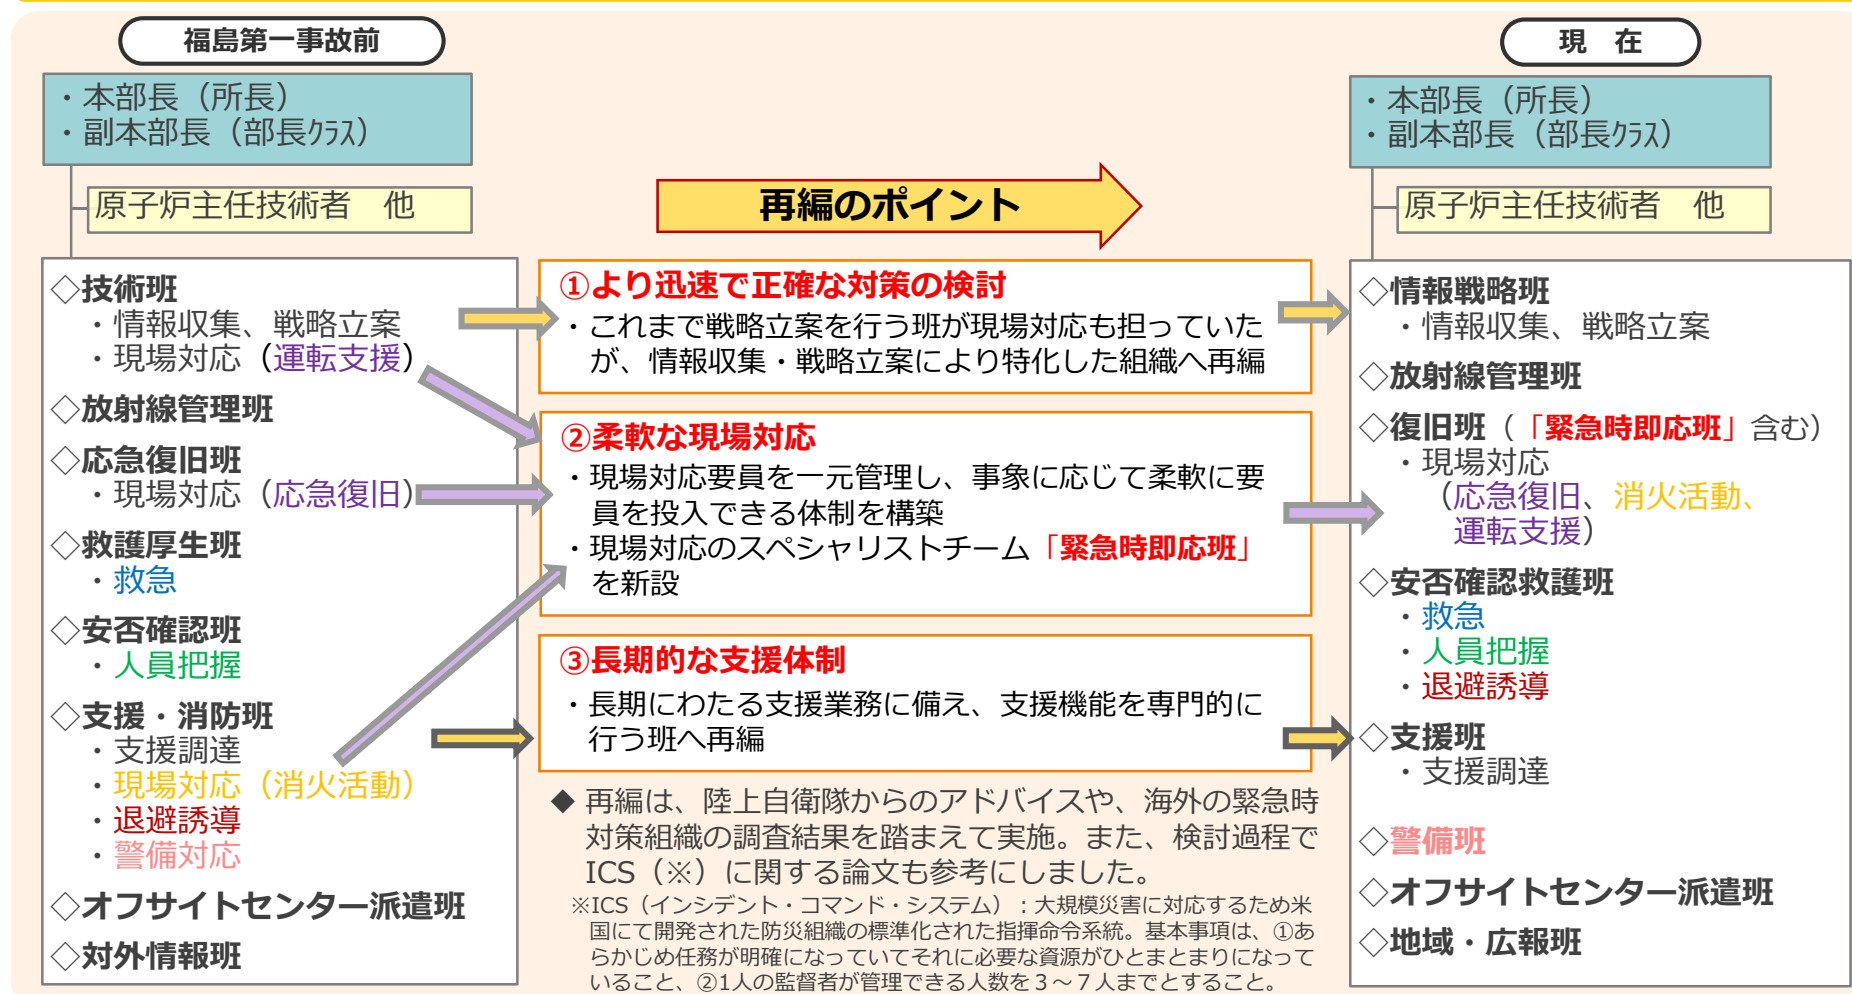 福島第一事故前
・本部長（所長）
・副本部長（部長ｸﾗｽ）
原子炉主任技術者　他
◇技術班
・情報収集、戦略立案
・現場対応（運転支援）
◇放射線管理班
◇応急復旧班
・現場対応（応急復旧）
◇救護厚生班
・救急
◇安否確認班
・人員把握
◇支援・消防班
・支援調達
・現場対応（消火活動）
・退避誘導
・警備対応
◇オフサイトセンター派遣班
◇対外情報班
再編のポイント
①より迅速で正確な対策の検討
・これまで戦略立案を行う班が現場対応も担っていた
が、情報収集・戦略立案により特化した組織へ再編
②柔軟な現場対応
・現場対応要員を一元管理し、事象に応じて柔軟に要
員を投入できる体制を構築
・現場対応のスペシャリストチーム「緊急時即応班」
を新設
③長期的な支援体制
・長期にわたる支援業務に備え、支援機能を専門的に
行う班へ再編
◆ 再編は、陸上自衛隊からのアドバイスや、海外の緊急時
対策組織の調査結果を踏まえて実施。また、検討過程で
ICS（※）に関する論文も参考にしました。
※ICS（インシデント・コマンド・システム）：大規模災害に対応するため米
国にて開発された防災組織の標準化された指揮命令系統。基本事項は、①あ
らかじめ任務が明確になっていてそれに必要な資源がひとまとまりになって
いること、②1人の監督者が管理できる人数を３～７人までとすること。
現　在
・本部長（所長）
・副本部長（部長ｸﾗｽ）
原子炉主任技術者　他
◇情報戦略班
・情報収集、戦略立案
◇放射線管理班
◇復旧班（「緊急時即応班」含む）
・現場対応
（応急復旧、消火活動、
運転支援）
◇安否確認救護班
・救急
・人員把握
・退避誘導
◇支援班
・支援調達
◇警備班
◇オフサイトセンター派遣班
◇地域・広報班